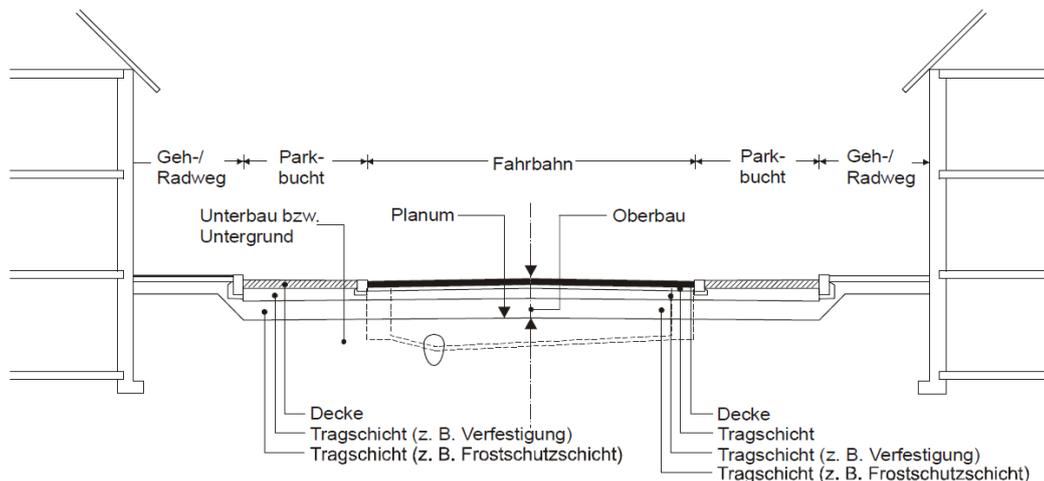 Geh-/
Radweg
Park-
bucht
Fahrbahn
Park-
bucht
Geh-/
Radweg
Unterbau bzw.
Untergrund
Planum
Oberbau
Decke
Tragschicht (z. B. Verfestigung)
Tragschicht (z. B. Frostschutzschicht)
Decke
Tragschicht
Tragschicht (z. B. Verfestigung)
Tragschicht (z. B. Frostschutzschicht)